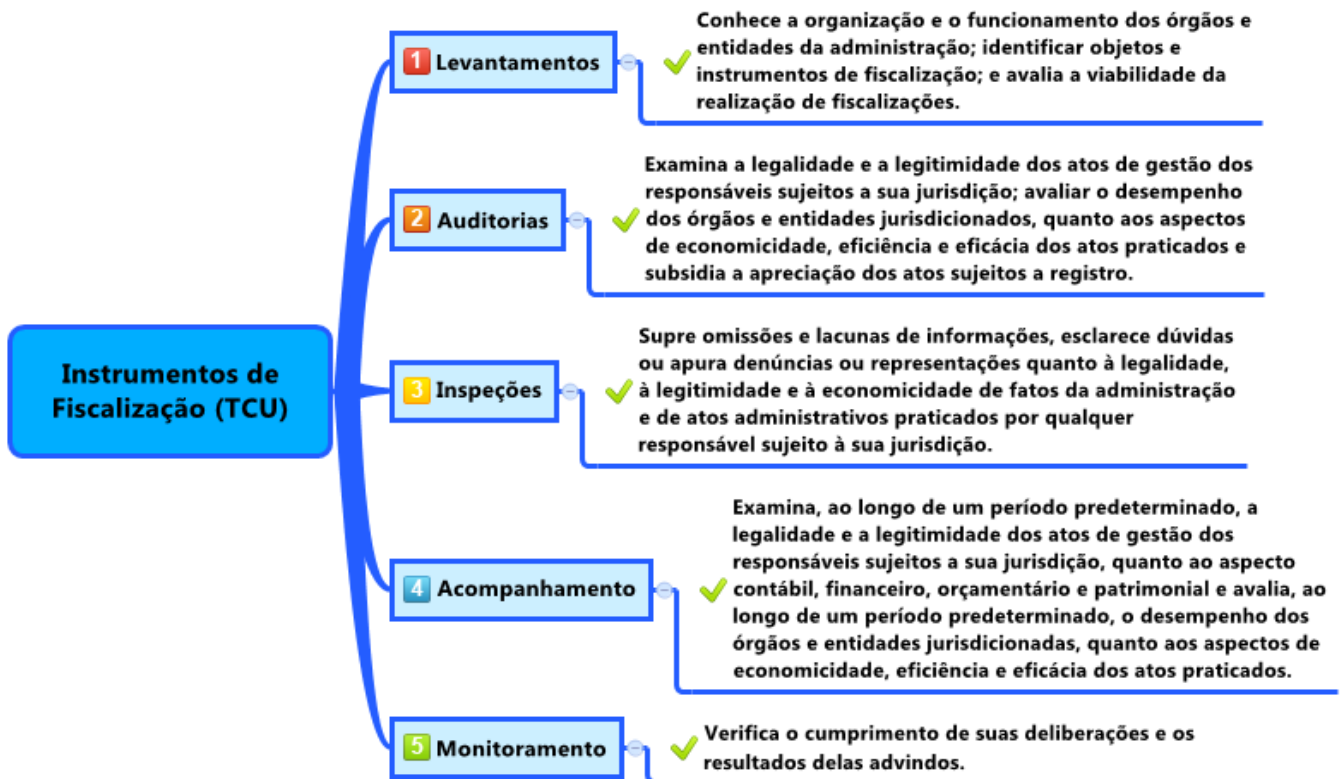 Instrumentos de
Fiscalização (TCU)
1 Levantamentos
Conhece a organização e o funcionamento dos órgãos e
entidades da administração; identificar objetos e
instrumentos de fiscalização; e avalia a viabilidade da
realização de fiscalizações.
2 Auditorias
Examina a legalidade e a legitimidade dos atos de gestão dos
responsáveis sujeitos a sua jurisdição; avaliar o desempenho
dos órgãos e entidades jurisdicionados, quanto aos aspectos
de economicidade, eficiência e eficácia dos atos praticados e
subsidia a apreciação dos atos sujeitos a registro.
3 Inspeções
Supre omissões e lacunas de informações, esclarece dúvidas
ou apura denúncias ou representações quanto à legalidade,
à legitimidade e à economicidade de fatos da administração
e de atos administrativos praticados por qualquer
responsável sujeito à sua jurisdição.
4 Acompanhamento
Examina, ao longo de um período predeterminado, a
legalidade e a legitimidade dos atos de gestão dos
responsáveis sujeitos a sua jurisdição, quanto ao aspecto
contábil, financeiro, orçamentário e patrimonial e avalia, ao
longo de um período predeterminado, o desempenho dos
órgãos e entidades jurisdicionadas, quanto aos aspectos de
economicidade, eficiência e eficácia dos atos praticados.
5 Monitoramento
Verifica o cumprimento de suas deliberações e os
resultados delas advindos.